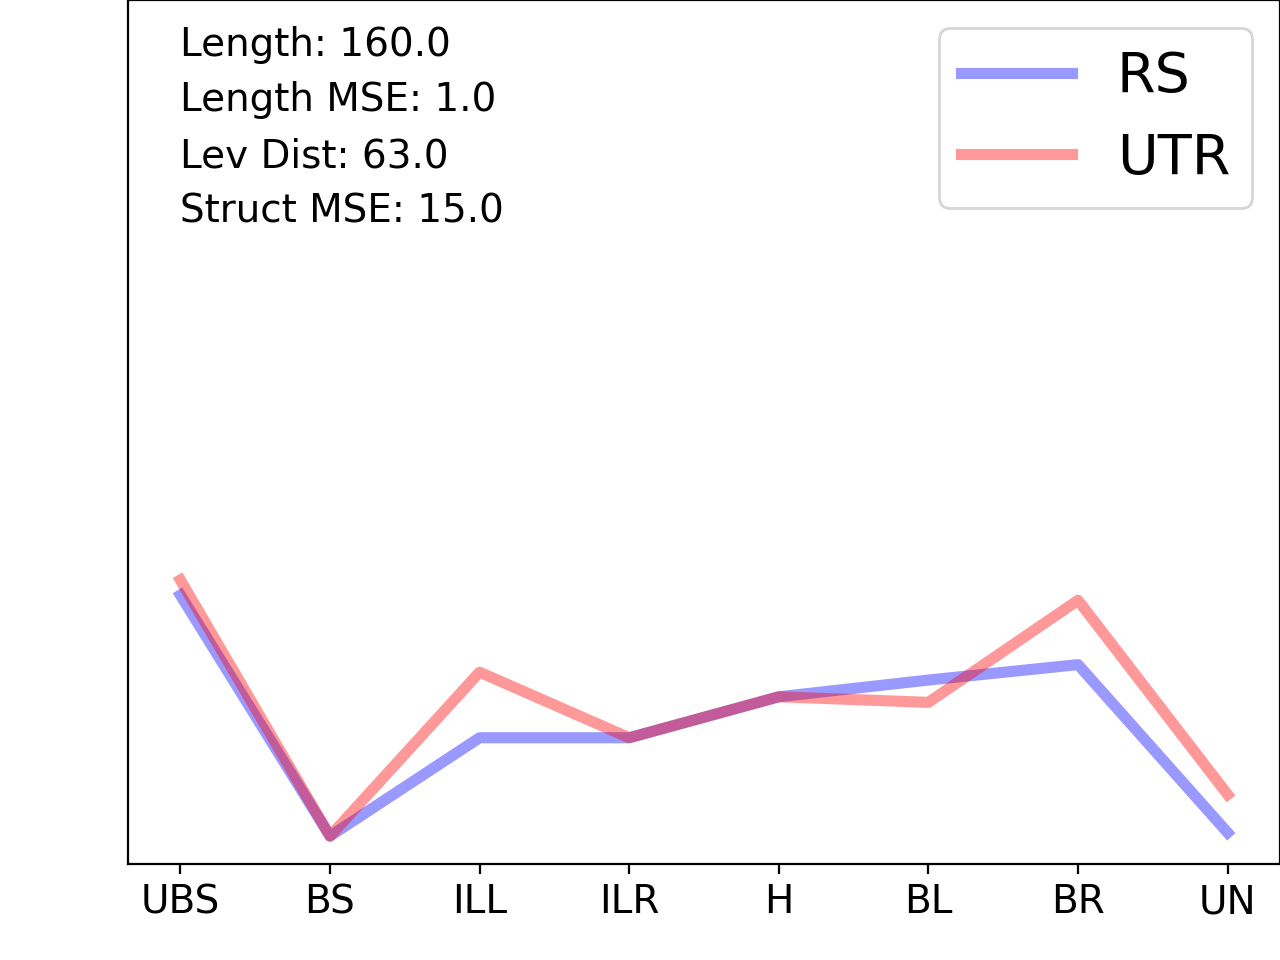 Length: 160.0
Length MSE: 1.0
Lev Dist: 63.0
Struct MSE: 15.0
RS
UTR
UBS BS ILL ILR H BL BR UN